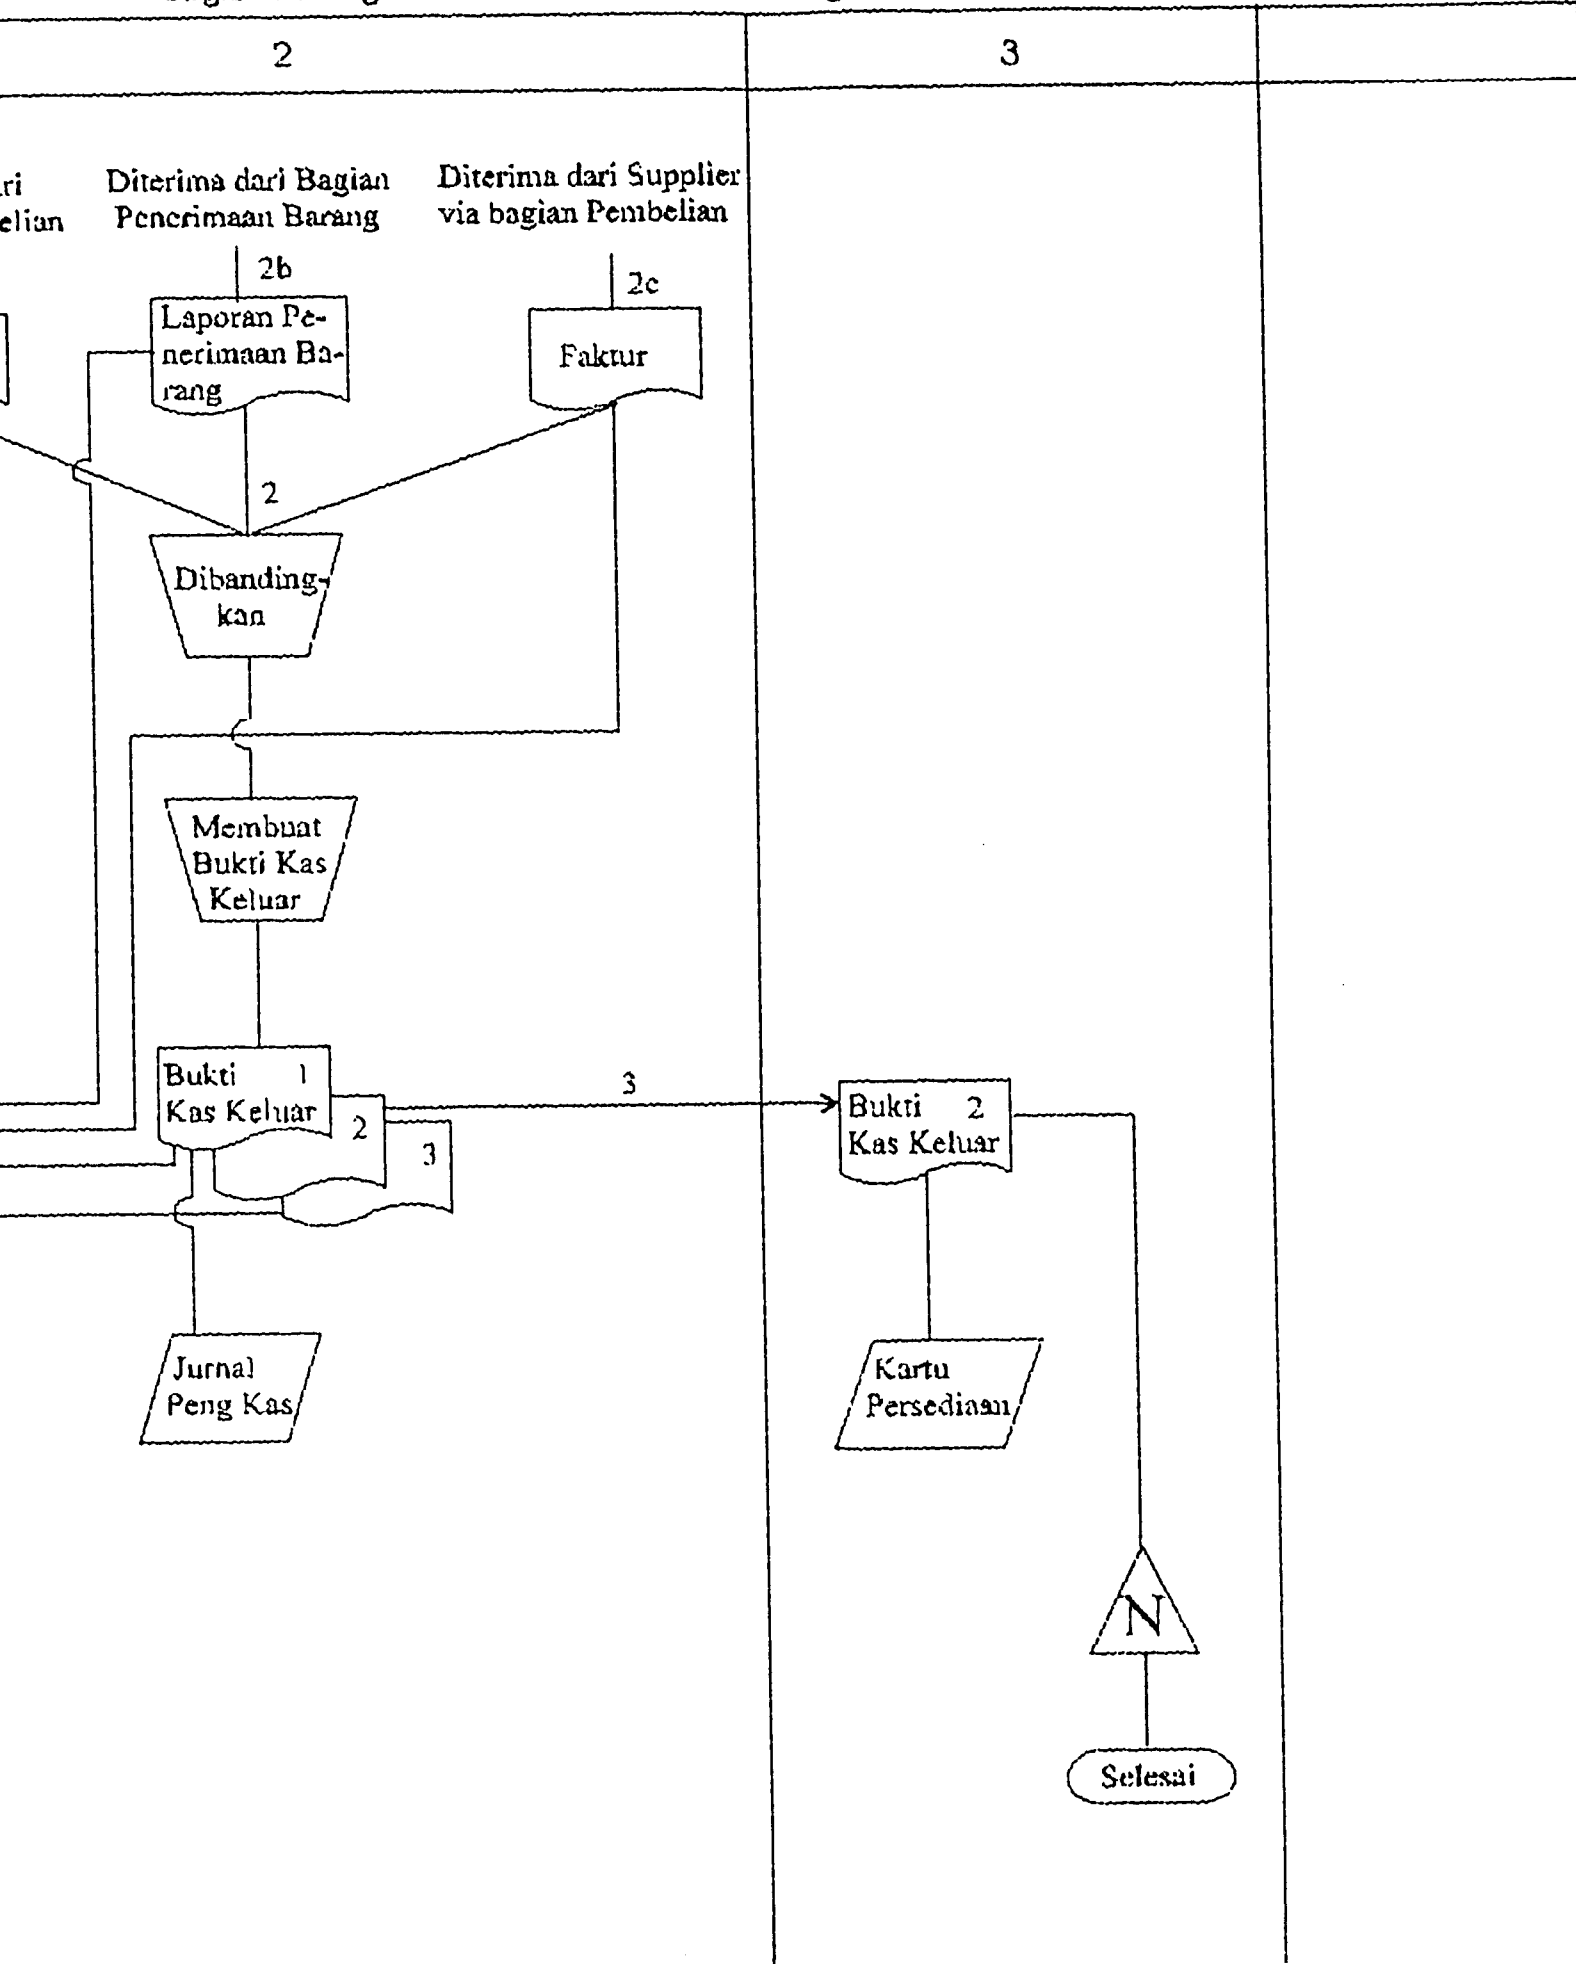 2
3
Diterima dari Bagian
Penerimaan Barang
Diterima dari Supplier
via bagian Pembelian
2b
2c
Laporan Pe-
nerimaan Ba-
rang
Faktur
2
Dibanding-
kan
Membuat
Bukti Kas
Keluar
Bukti 1
Kas Keluar
2
3
3
Bukti 2
Kas Keluar
Jurnal
Peng Kas
Kartu
Persediaan
N
Selesai